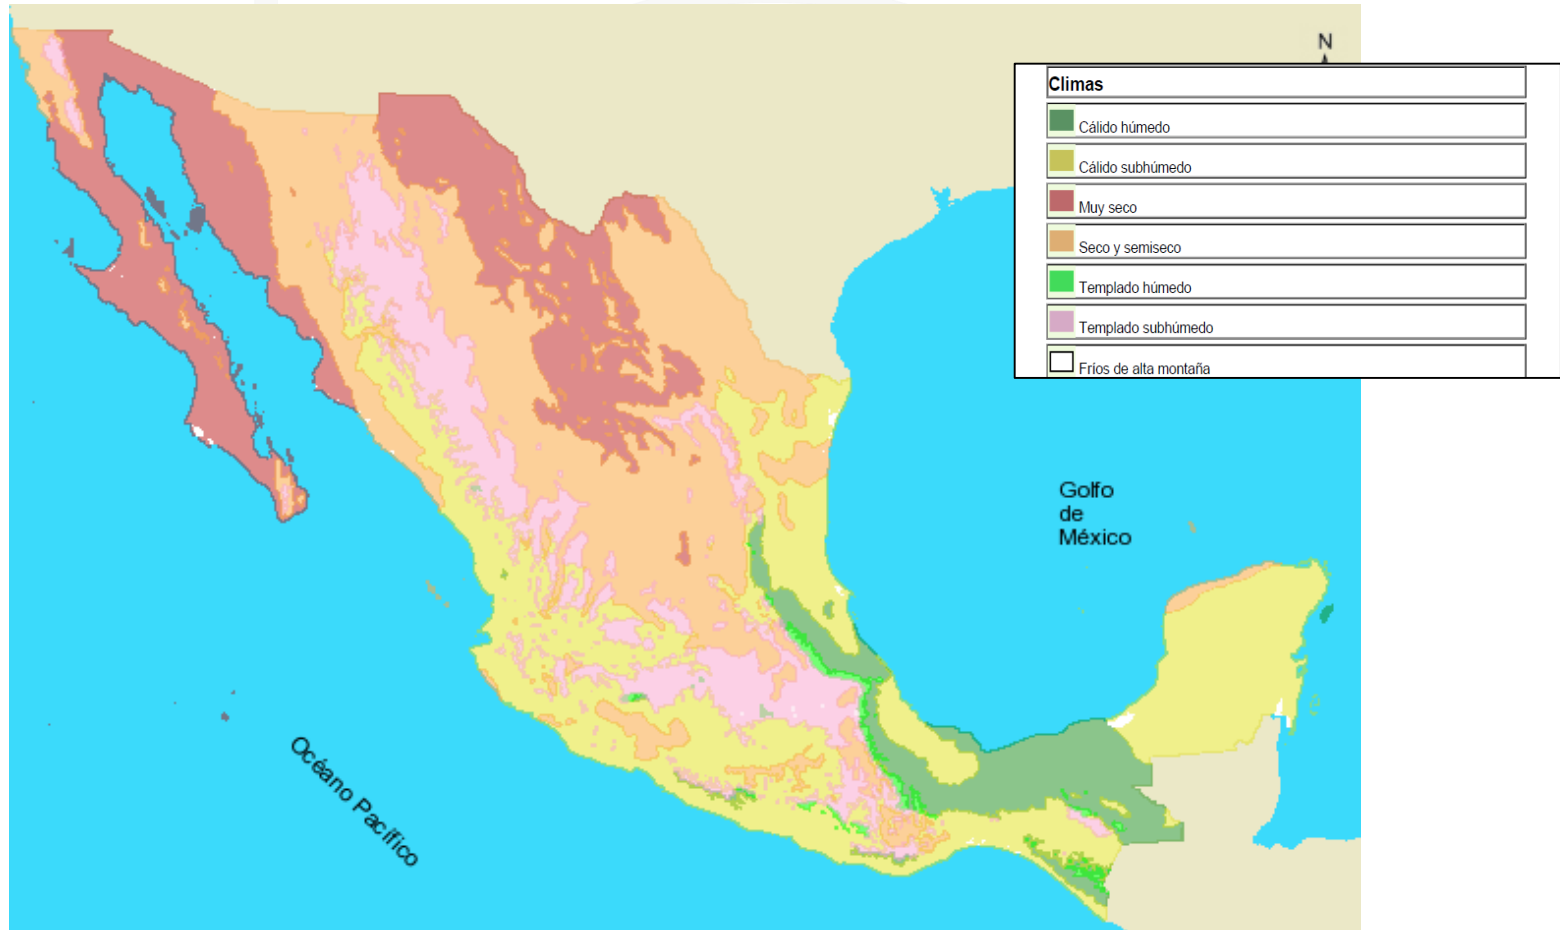 N
Climas
Cálido húmedo
Cálido subhúmedo
Muy seco
Seco y semiseco
Templado húmedo
Templado subhúmedo
Fríos de alta montaña
Golfo
de
México
Océano Pacífico